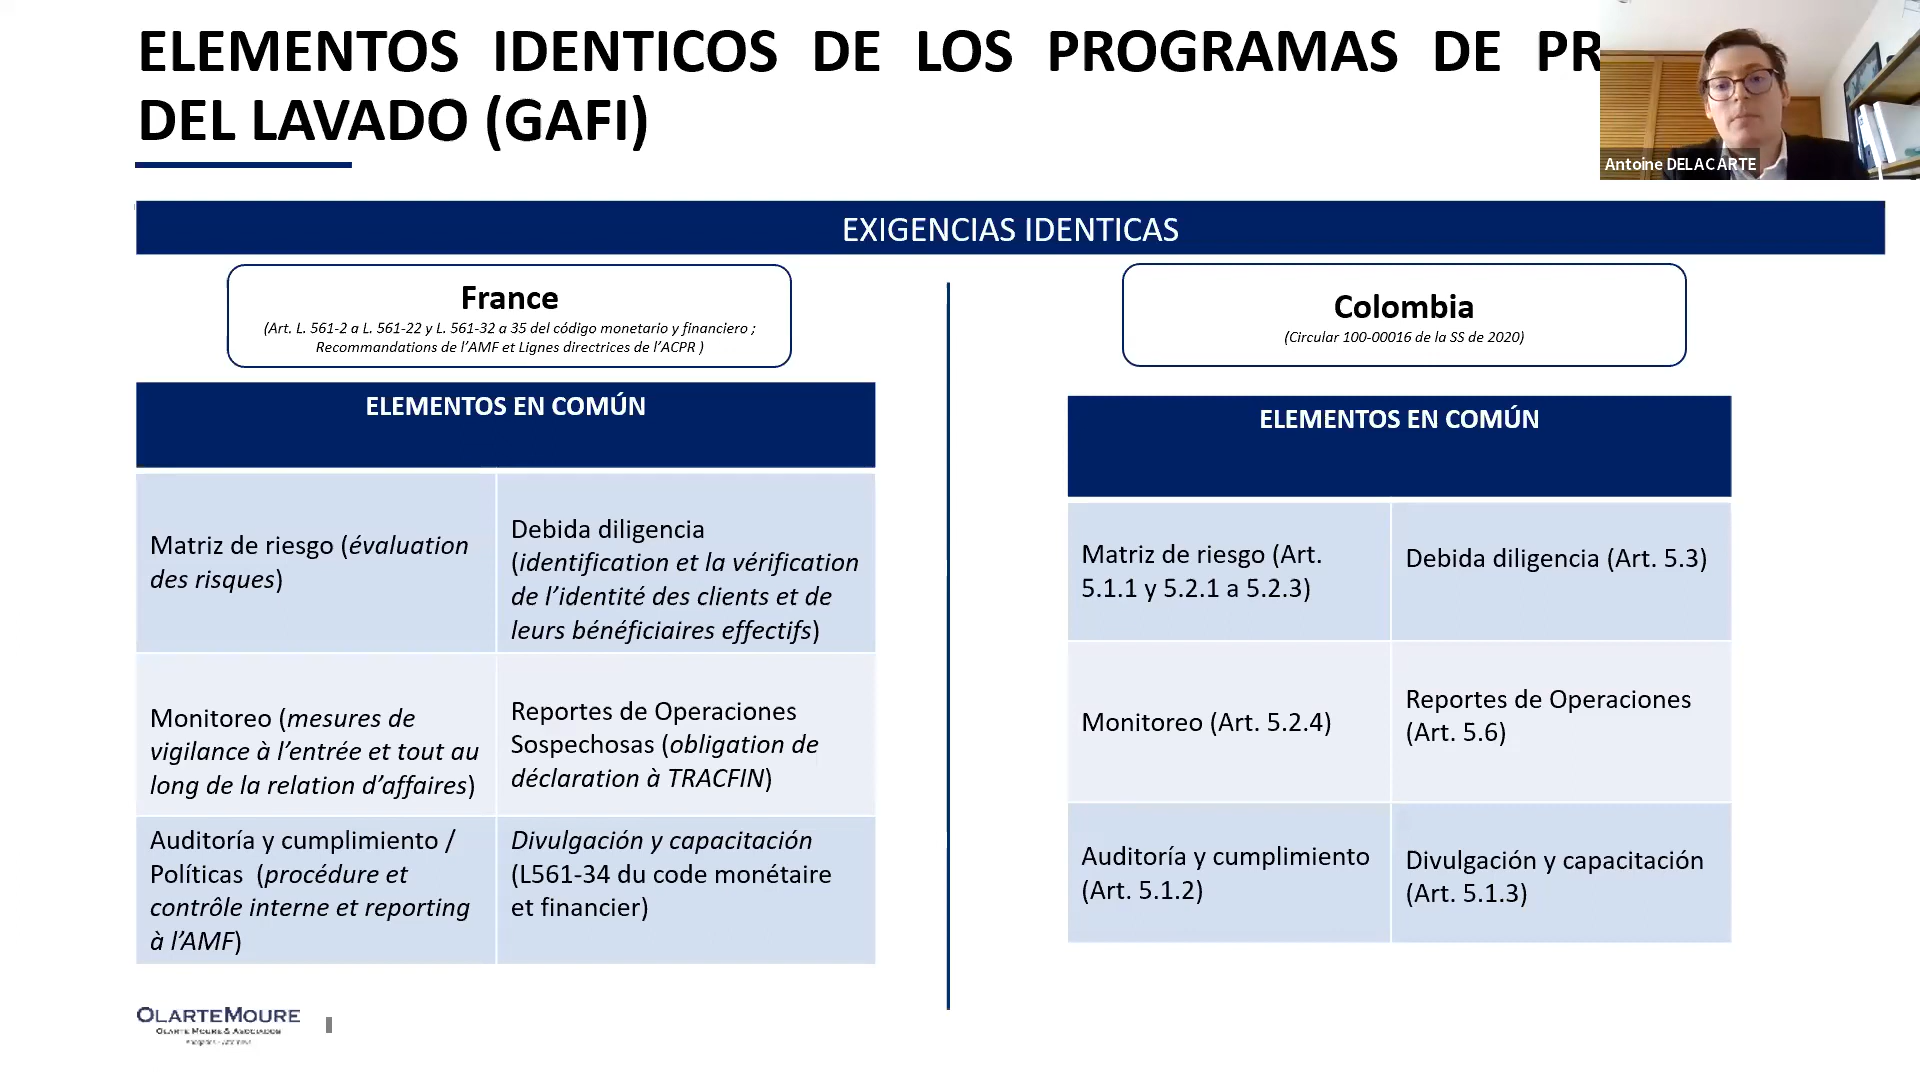 ELEMENTOS IDENTICOS DE LOS PROGRAMAS DE PR
DEL LAVADO (GAFI)
Antoine DELACARTE
EXIGENCIAS IDENTICAS
France
(Art. L. 561-2 a L. 561-22 y L. 561-32 a 35 del código monetario y financiero ;
Recommandations de l’AMF et Lignes directrices de l’ACPR )
ELEMENTOS EN COMÚN
Matriz de riesgo (évaluation
des risques)
Debida diligencia
(identification et la vérification
de l’identité des clients et de
leurs bénéficiaires effectifs)
Monitoreo (mesures de
vigilance à l’entrée et tout au
long de la relation d’affaires)
Reportes de Operaciones
Sospechosas (obligation de
déclaration à TRACFIN)
Auditoría y cumplimiento /
Políticas (procédure et
contrôle interne et reporting
à l’AMF)
Divulgación y capacitación
(L561-34 du code monétaire
et financier)
Colombia
(Circular 100-00016 de la SS de 2020)
ELEMENTOS EN COMÚN
Matriz de riesgo (Art.
5.1.1 y 5.2.1 a 5.2.3)
Debida diligencia (Art. 5.3)
Monitoreo (Art. 5.2.4)
Reportes de Operaciones
(Art. 5.6)
Auditoría y cumplimiento
(Art. 5.1.2)
Divulgación y capacitación
(Art. 5.1.3)
OLARTEMOURE
OLARTE MOURE & ASOCIADOS